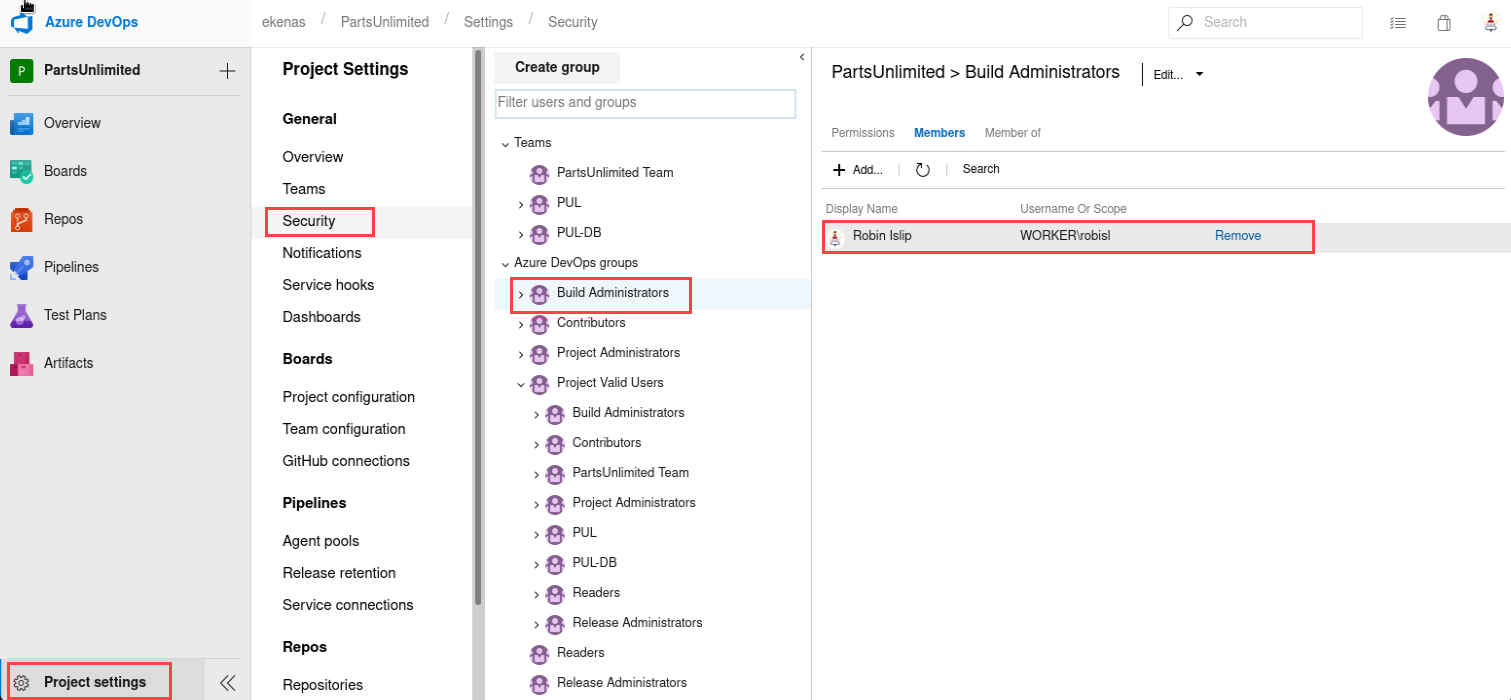 Azure DevOps
ekenas / PartsUnlimited / Settings / Security
Search
P PartsUnlimited
Overview
Boards
Repos
Pipelines
Test Plans
Artifacts
Project settings
Project Settings
General
Overview
Teams
Security
Notifications
Service hooks
Dashboards
Boards
Project configuration
Team configuration
GitHub connections
Pipelines
Agent pools
Release retention
Service connections
Repos
Repositories
Create group
Filter users and groups
Teams
PartsUnlimited Team
PUL
PUL-DB
Azure DevOps groups
Build Administrators
Contributors
Project Administrators
Project Valid Users
Build Administrators
Contributors
PartsUnlimited Team
Project Administrators
PUL
PUL-DB
Readers
Release Administrators
Readers
Release Administrators
PartsUnlimited > Build Administrators
Edit...
Permissions Members Member of
Add... Search
Display Name Username Or Scope
Robin Islip WORKER\robisl Remove